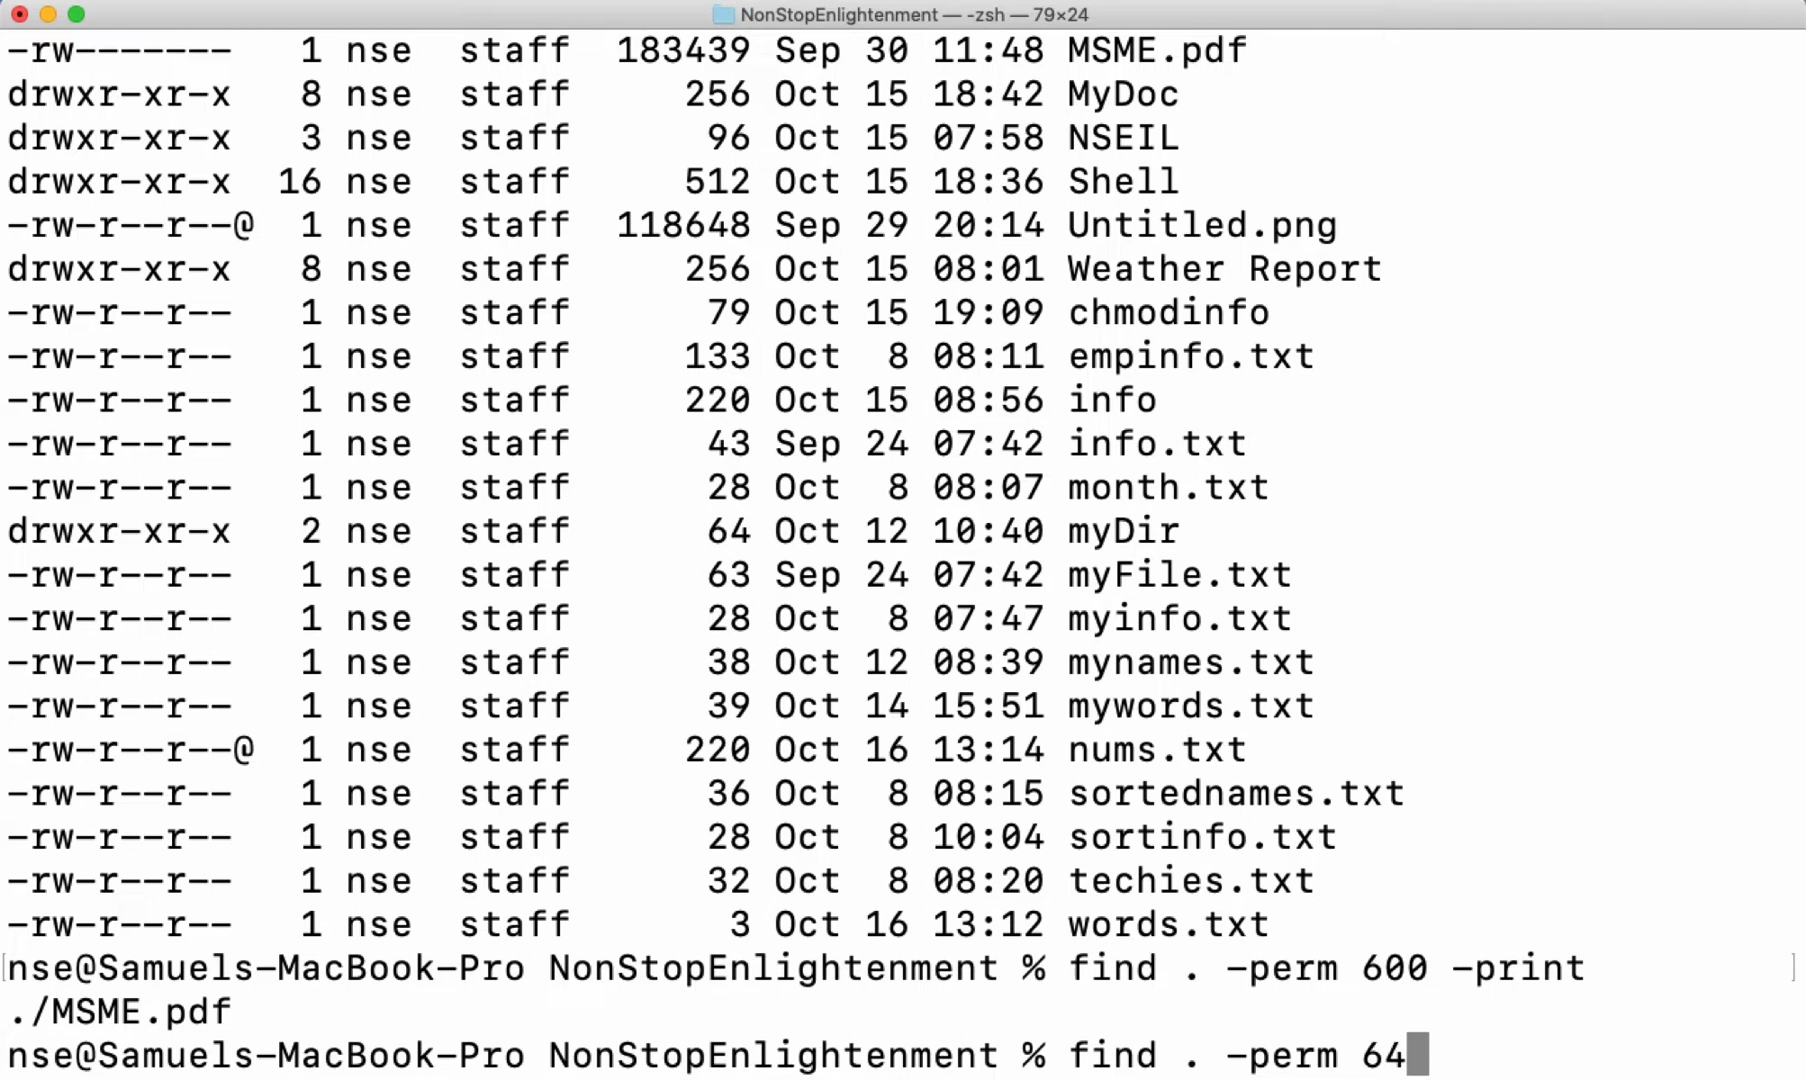 NonStopEnlightenment — -zsh — 79×24
-rw------- 1 nse staff 183439 Sep 30 11:48 MSME.pdf
drwxr-xr-x 8 nse staff 256 Oct 15 18:42 MyDoc
drwxr-xr-x 3 nse staff 96 Oct 15 07:58 NSEIL
drwxr-xr-x 16 nse staff 512 Oct 15 18:36 Shell
-rw-r--r--@ 1 nse staff 118648 Sep 29 20:14 Untitled.png
drwxr-xr-x 8 nse staff 256 Oct 15 08:01 Weather Report
-rw-r--r-- 1 nse staff 79 Oct 15 19:09 chmodinfo
-rw-r--r-- 1 nse staff 133 Oct 8 08:11 empinfo.txt
-rw-r--r-- 1 nse staff 220 Oct 15 08:56 info
-rw-r--r-- 1 nse staff 43 Sep 24 07:42 info.txt
-rw-r--r-- 1 nse staff 28 Oct 8 08:07 month.txt
drwxr-xr-x 2 nse staff 64 Oct 12 10:40 myDir
-rw-r--r-- 1 nse staff 63 Sep 24 07:42 myFile.txt
-rw-r--r-- 1 nse staff 28 Oct 8 07:47 myinfo.txt
-rw-r--r-- 1 nse staff 38 Oct 12 08:39 mynames.txt
-rw-r--r-- 1 nse staff 39 Oct 14 15:51 mywords.txt
-rw-r--r--@ 1 nse staff 220 Oct 16 13:14 nums.txt
-rw-r--r-- 1 nse staff 36 Oct 8 08:15 sortednames.txt
-rw-r--r-- 1 nse staff 28 Oct 8 10:04 sortinfo.txt
-rw-r--r-- 1 nse staff 32 Oct 8 08:20 techies.txt
-rw-r--r-- 1 nse staff 3 Oct 16 13:12 words.txt
nse@Samuels-MacBook-Pro NonStopEnlightenment % find . -perm 600 -print
./MSME.pdf
nse@Samuels-MacBook-Pro NonStopEnlightenment % find . -perm 64